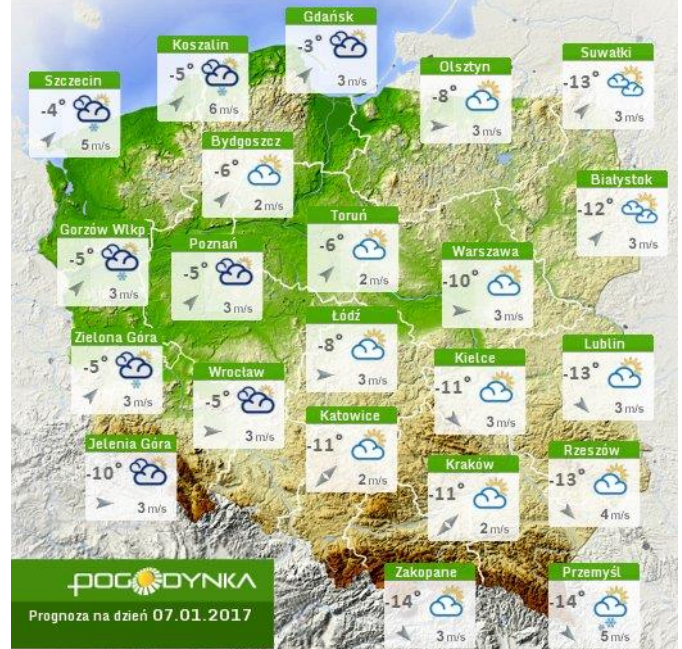 Gdańsk
-3°
3 m/s
Koszalin
-5°
6 m/s
Suwałki
-13°
3 m/s
Olsztyn
-8°
3 m/s
Szczecin
-4°
5 m/s
Bydgoszcz
-6°
2 m/s
Białystok
-12°
3 m/s
Toruń
-6°
2 m/s
Gorzów Wlkp
-5°
3 m/s
Poznań
-5°
3 m/s
Warszawa
-10°
3 m/s
Łódź
-8°
3 m/s
Zielona Góra
-5°
3 m/s
Lublin
-13°
3 m/s
Kielce
-11°
3 m/s
Wrocław
-5°
3 m/s
Katowice
-11°
2 m/s
Jelenia Góra
-10°
3 m/s
Rzeszów
-13°
4 m/s
Kraków
-11°
2 m/s
Zakopane
-14°
3 m/s
Przemyśl
-14°
5 m/s
POGODYNKA
Prognoza na dzień 07.01.2017